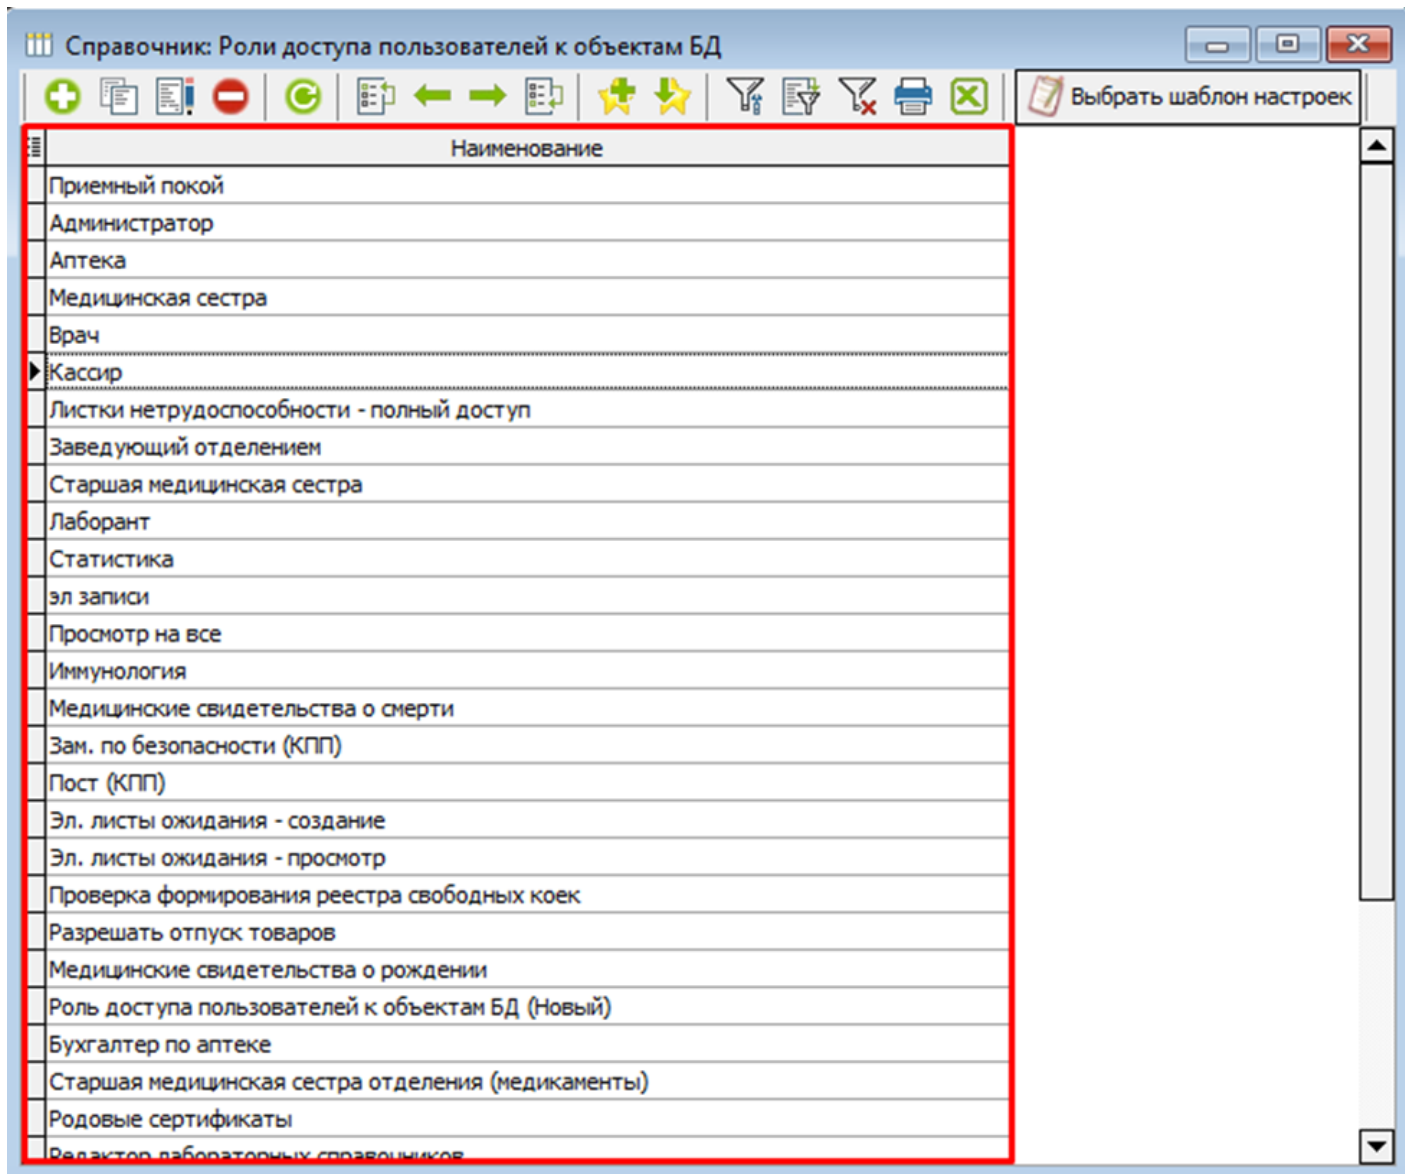 Справочник: Роли доступа пользователей к объектам БД
Выбрать шаблон настроек
Наименование
Приемный покой
Администратор
Аптека
Медицинская сестра
Врач
Кассир
Листки нетрудоспособности - полный доступ
Заведующий отделением
Старшая медицинская сестра
Лаборант
Статистика
эл записи
Просмотр на все
Иммунология
Медицинские свидетельства о смерти
Зам. по безопасности (КПП)
Пост (КПП)
Эл. листы ожидания - создание
Эл. листы ожидания - просмотр
Проверка формирования реестра свободных коек
Разрешать отпуск товаров
Медицинские свидетельства о рождении
Роль доступа пользователей к объектам БД (Новый)
Бухгалтер по аптеке
Старшая медицинская сестра отделения (медикаменты)
Родовые сертификаты
Редактор лабораторных справочников